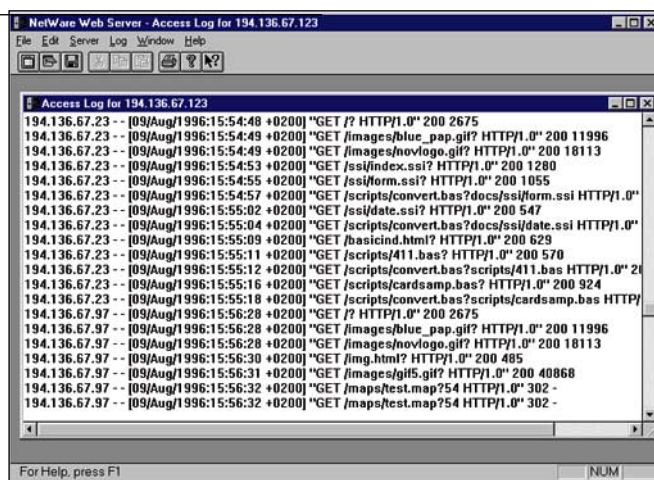 NetWare Web Server - Access Log for 194.136.67.123
File Edit Server Log Window Help
Access Log for 194.136.67.123
194.136.67.23 - - [09/Aug/1996:15:54:48 +0200] "GET /? HTTP/1.0" 200 2675
194.136.67.23 - - [09/Aug/1996:15:54:49 +0200] "GET /images/blue_pap.gif? HTTP/1.0" 200 11996
194.136.67.23 - - [09/Aug/1996:15:54:49 +0200] "GET /images/novlogo.gif? HTTP/1.0" 200 18113
194.136.67.23 - - [09/Aug/1996:15:54:53 +0200] "GET /ssi/index.ssi? HTTP/1.0" 200 1280
194.136.67.23 - - [09/Aug/1996:15:54:55 +0200] "GET /ssi/form.ssi? HTTP/1.0" 200 1055
194.136.67.23 - - [09/Aug/1996:15:54:57 +0200] "GET /scripts/convert.bas?docs/ssi/form.ssi HTTP/1.0"
194.136.67.23 - - [09/Aug/1996:15:55:02 +0200] "GET /ssi/date.ssi? HTTP/1.0" 200 547
194.136.67.23 - - [09/Aug/1996:15:55:04 +0200] "GET /scripts/convert.bas?docs/ssi/date.ssi HTTP/1.0"
194.136.67.23 - - [09/Aug/1996:15:55:09 +0200] "GET /basicind.html? HTTP/1.0" 200 629
194.136.67.23 - - [09/Aug/1996:15:55:11 +0200] "GET /scripts/411.bas? HTTP/1.0" 200 570
194.136.67.23 - - [09/Aug/1996:15:55:12 +0200] "GET /scripts/convert.bas?scripts/411.bas HTTP/1.0"
194.136.67.23 - - [09/Aug/1996:15:55:16 +0200] "GET /scripts/cardsamp.bas? HTTP/1.0" 200 924
194.136.67.23 - - [09/Aug/1996:15:55:18 +0200] "GET /scripts/convert.bas?scripts/cardsamp.bas HTTP/
194.136.67.97 - - [09/Aug/1996:15:56:28 +0200] "GET /? HTTP/1.0" 200 2675
194.136.67.97 - - [09/Aug/1996:15:56:28 +0200] "GET /images/blue_pap.gif? HTTP/1.0" 200 11996
194.136.67.97 - - [09/Aug/1996:15:56:28 +0200] "GET /images/novlogo.gif? HTTP/1.0" 200 18113
194.136.67.97 - - [09/Aug/1996:15:56:30 +0200] "GET /img.html? HTTP/1.0" 200 485
194.136.67.97 - - [09/Aug/1996:15:56:31 +0200] "GET /images/gif5.gif? HTTP/1.0" 200 40868
194.136.67.97 - - [09/Aug/1996:15:56:32 +0200] "GET /maps/test.map?54 HTTP/1.0" 302 -
194.136.67.97 - - [09/Aug/1996:15:56:32 +0200] "GET /maps/test.map?54 HTTP/1.0" 302 -
For Help, press F1
NUM